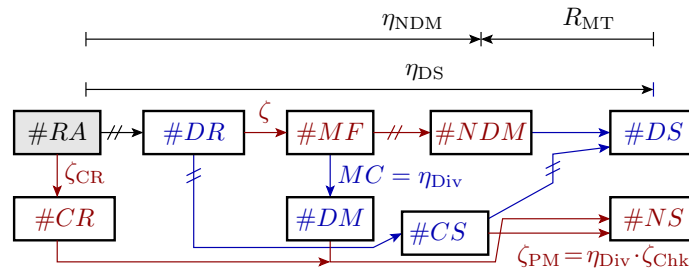 η_NDM R_MT
η_DS
#RA #DR ζ #MF #NDM #DS
ζ_CR MC = η_Div
#CR #DM #CS #NS
ζ_PM = η_Div · ζ_Chk